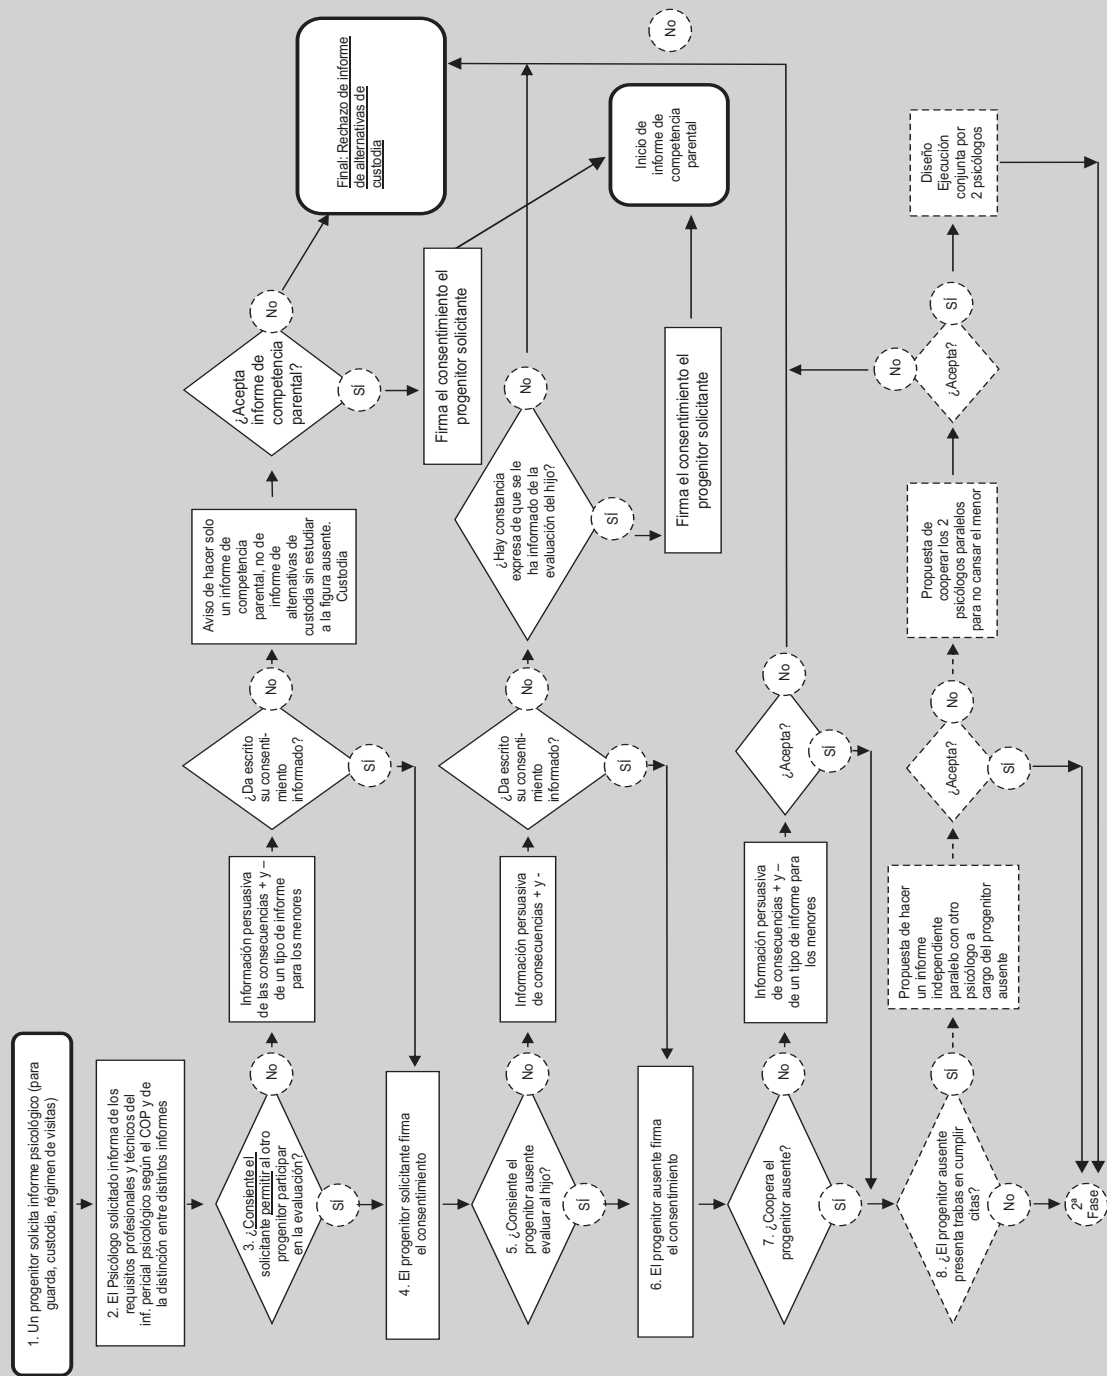 1. Un progenitor solicita informe psicológico (para
guarda, custodía, régimen de visitas)
2. El Psicólogo solicitado informa de los
requisitos profesionales y técnicos del
inf. pericial psicológico según el COP y de
la distinción entre distintos informes
3. ¿Consiente el
solicitante permitir al otro
progenitor participar
en la evaluación?
No
Información persuasiva
de las consecuencias + y –
de un tipo de informe
para los menores
¿Da escrito
su consenti-
miento
informado?
No
Aviso de hacer solo
un informe de
competencia
parental, no de
informe de
alternativas de
custodia sin estudiar
a la figura ausente.
Custodia
¿Acepta
informe de
competencia
parental?
No
Final: Rechazo de informe
de alternativas de
custodia
SÍ
SÍ
SÍ
Firma el consentimiento el
progenitor solicitante
4. El progenitor solicitante firma
el consentimiento
5. ¿Consiente el
progenitor ausente
evaluar al hijo?
No
Información persuasiva
de consecuencias + y -
¿Da escrito
su consenti-
miento
informado?
No
¿Hay constancia
expresa de que se le
ha informado de la
evaluación del hijo?
No
SÍ
SÍ
SÍ
Inicio de
informe de
competencia
parental
No
6. El progenitor ausente firma
el consentimiento
Firma el consentimiento el
progenitor solicitante
7. ¿Coopera el
progenitor ausente?
No
Información persuasiva
de consecuencias + y –
de un tipo de informe para
los menores
¿Acepta?
No
SÍ
SÍ
8. ¿El progenitor ausente
presenta trabas en cumplir
citas?
SÍ
Propuesta de hacer
un informe
independiente
paralelo con otro
psicólogo a
cargo del progenitor
ausente
¿Acepta?
No
Propuesta de
cooperar los 2
psicólogos paralelos
para no cansar el menor
¿Acepta?
No
SÍ
Diseño
Ejecución
conjunta por
2 psicólogos
No
SÍ
2ª
Fase